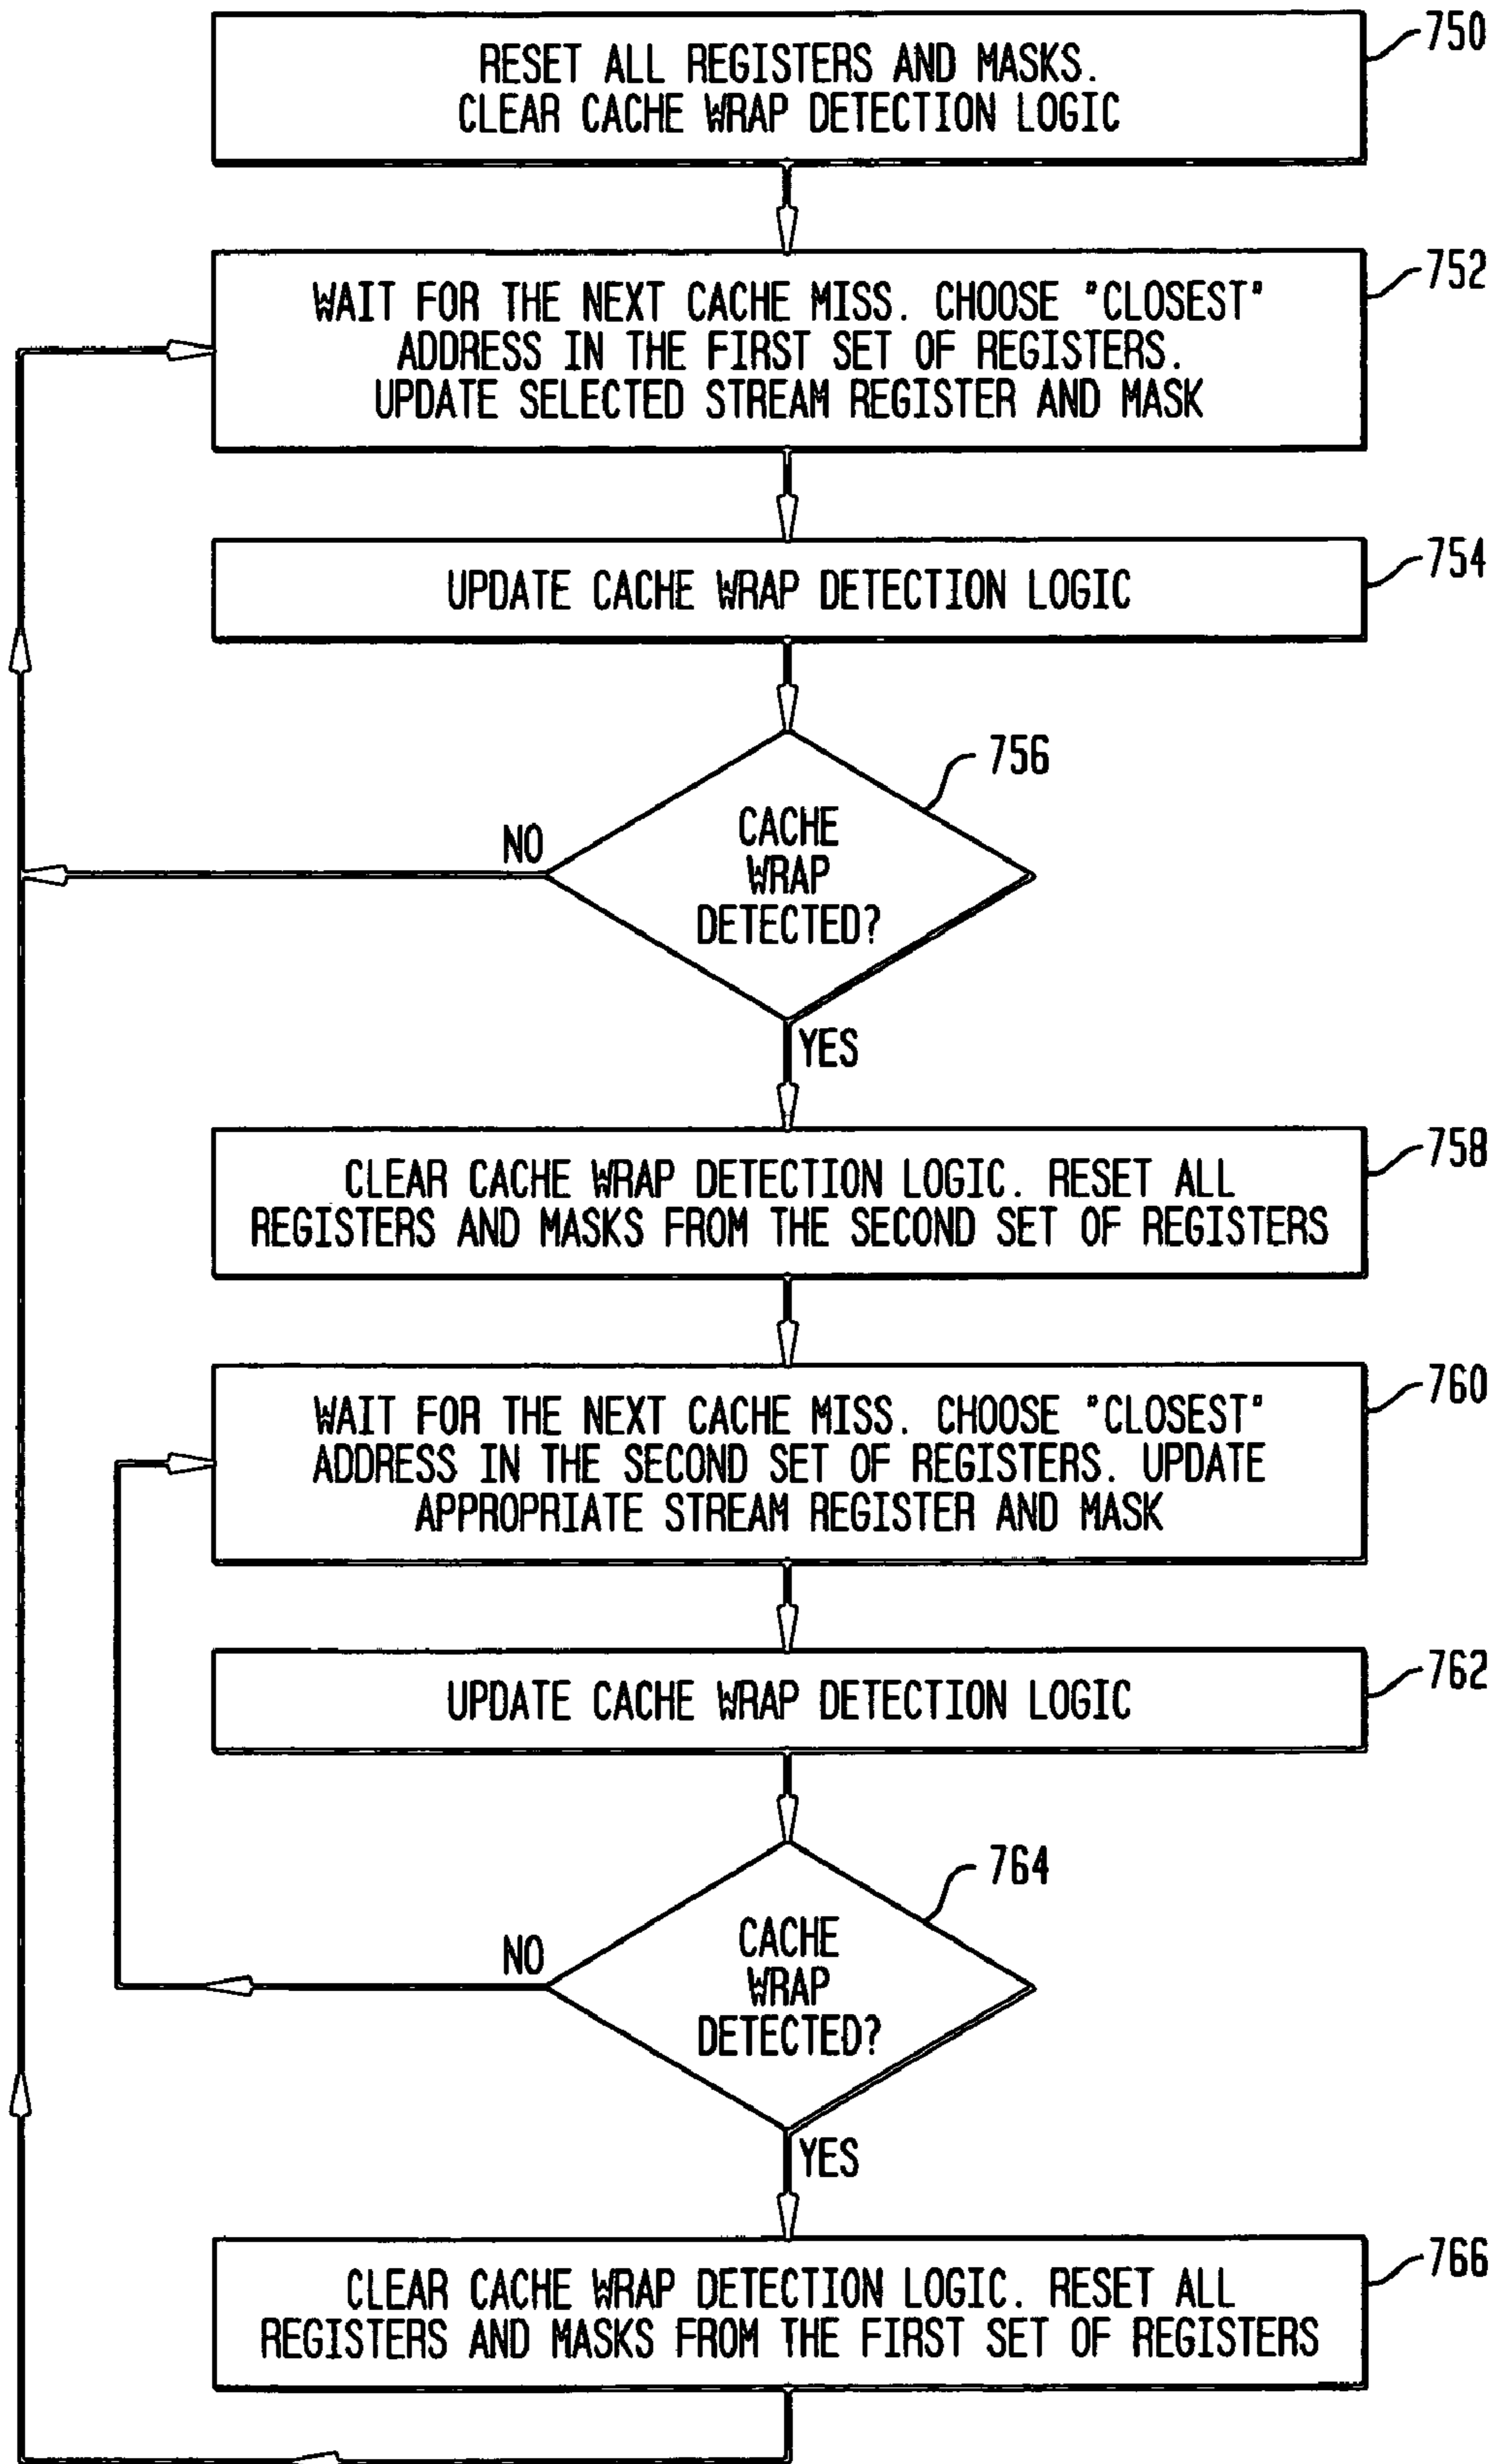 RESET ALL REGISTERS AND MASKS.
CLEAR CACHE WRAP DETECTION LOGIC
750
WAIT FOR THE NEXT CACHE MISS. CHOOSE "CLOSEST"
ADDRESS IN THE FIRST SET OF REGISTERS.
UPDATE SELECTED STREAM REGISTER AND MASK
752
UPDATE CACHE WRAP DETECTION LOGIC
754
756
CACHE
WRAP
DETECTED?
NO
YES
CLEAR CACHE WRAP DETECTION LOGIC. RESET ALL
REGISTERS AND MASKS FROM THE SECOND SET OF REGISTERS
758
WAIT FOR THE NEXT CACHE MISS. CHOOSE "CLOSEST"
ADDRESS IN THE SECOND SET OF REGISTERS. UPDATE
APPROPRIATE STREAM REGISTER AND MASK
760
UPDATE CACHE WRAP DETECTION LOGIC
762
764
CACHE
WRAP
DETECTED?
NO
YES
CLEAR CACHE WRAP DETECTION LOGIC. RESET ALL
REGISTERS AND MASKS FROM THE FIRST SET OF REGISTERS
766